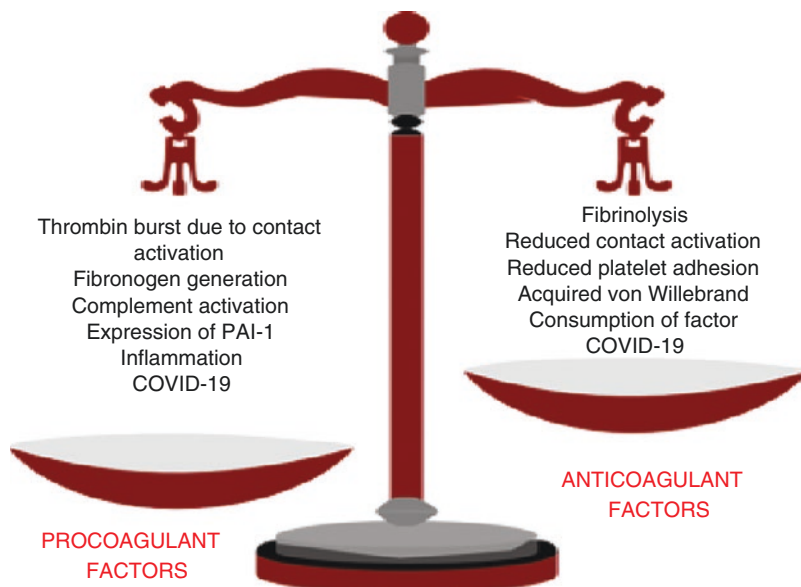 Thrombin burst due to contact
activation
Fibronogen generation
Complement activation
Expression of PAI-1
Inflammation
COVID-19
PROCOAGULANT
FACTORS
Fibrinolysis
Reduced contact activation
Reduced platelet adhesion
Acquired von Willebrand
Consumption of factor
COVID-19
ANTICOAGULANT
FACTORS